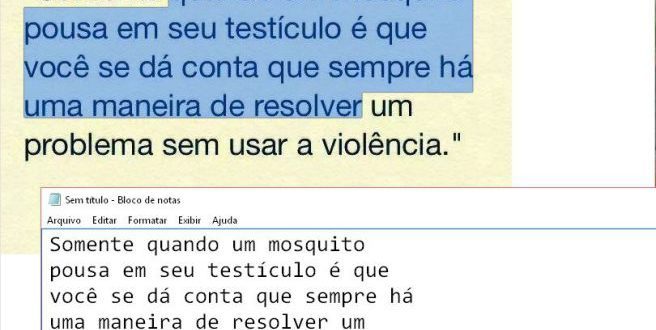 pousa em seu testículo é que
você se dá conta que sempre há
uma maneira de resolver um
problema sem usar a violência."
Sem título - Bloco de notas
Arquivo Editar Formatar Exibir Ajuda
Somente quando um mosquito
pousa em seu testículo é que
você se dá conta que sempre há
uma maneira de resolver um